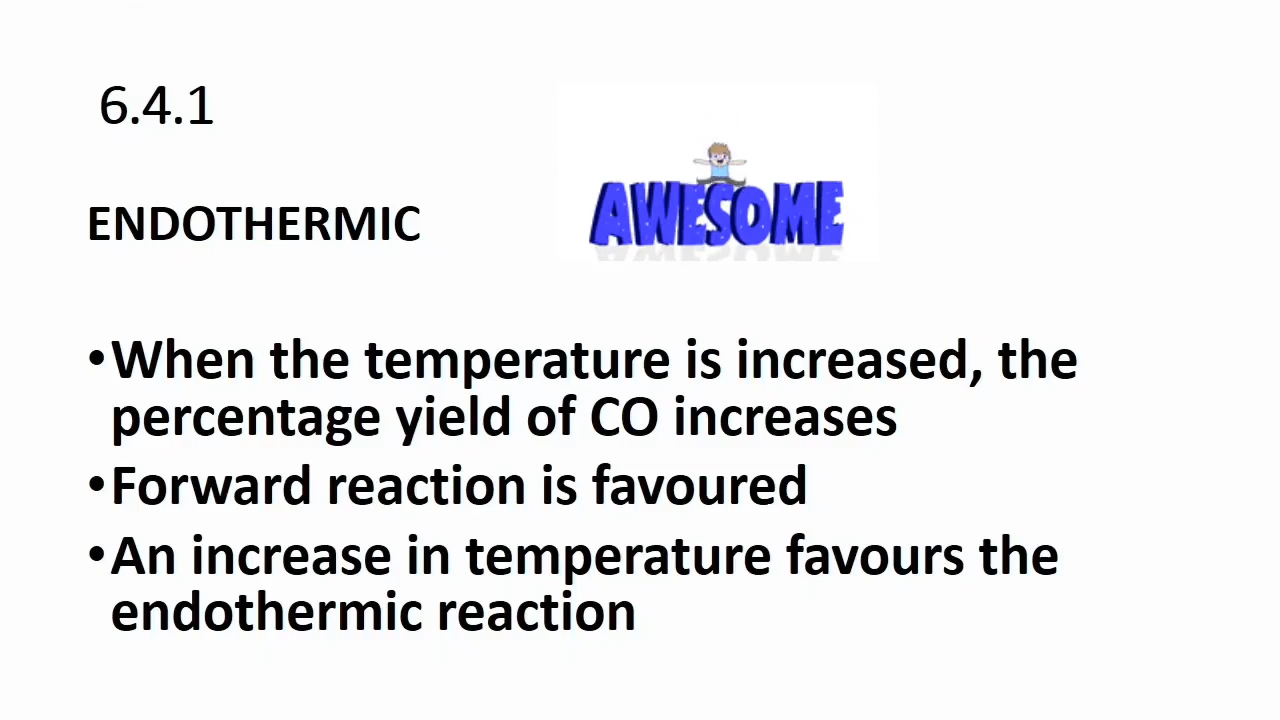 6.4.1
AWESOME
ENDOTHERMIC
•When the temperature is increased, the
percentage yield of CO increases
•Forward reaction is favoured
•An increase in temperature favours the
endothermic reaction